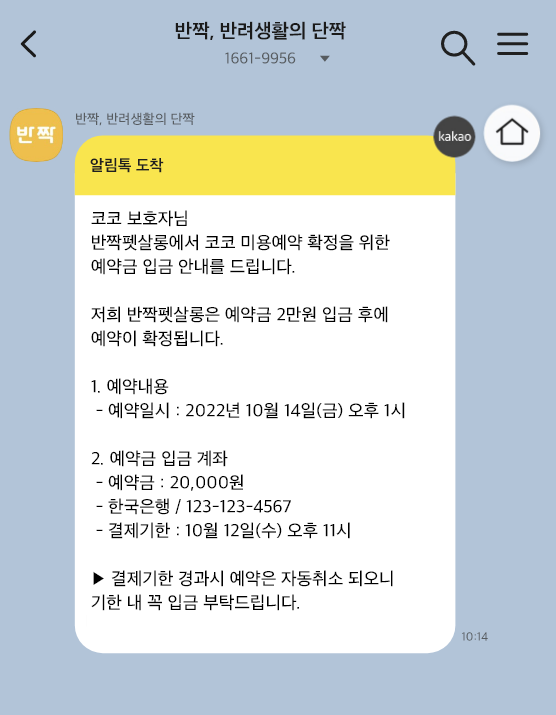 반짝, 반려생활의 단짝
1661-9956
반짝
반짝, 반려생활의 단짝
kakao
알림톡 도착
코코 보호자님
반짝펫살롱에서 코코 미용예약 확정을 위한
예약금 입금 안내를 드립니다.
저희 반짝펫살롱은 예약금 2만원 입금 후에
예약이 확정됩니다.
1. 예약내용
- 예약일시 : 2022년 10월 14일(금) 오후 1시
2. 예약금 입금 계좌
- 예약금 : 20,000원
- 한국은행 / 123-123-4567
- 결제기한 : 10월 12일(수) 오후 11시
▶ 결제기한 경과시 예약은 자동취소 되오니
기한 내 꼭 입금 부탁드립니다.
10:14